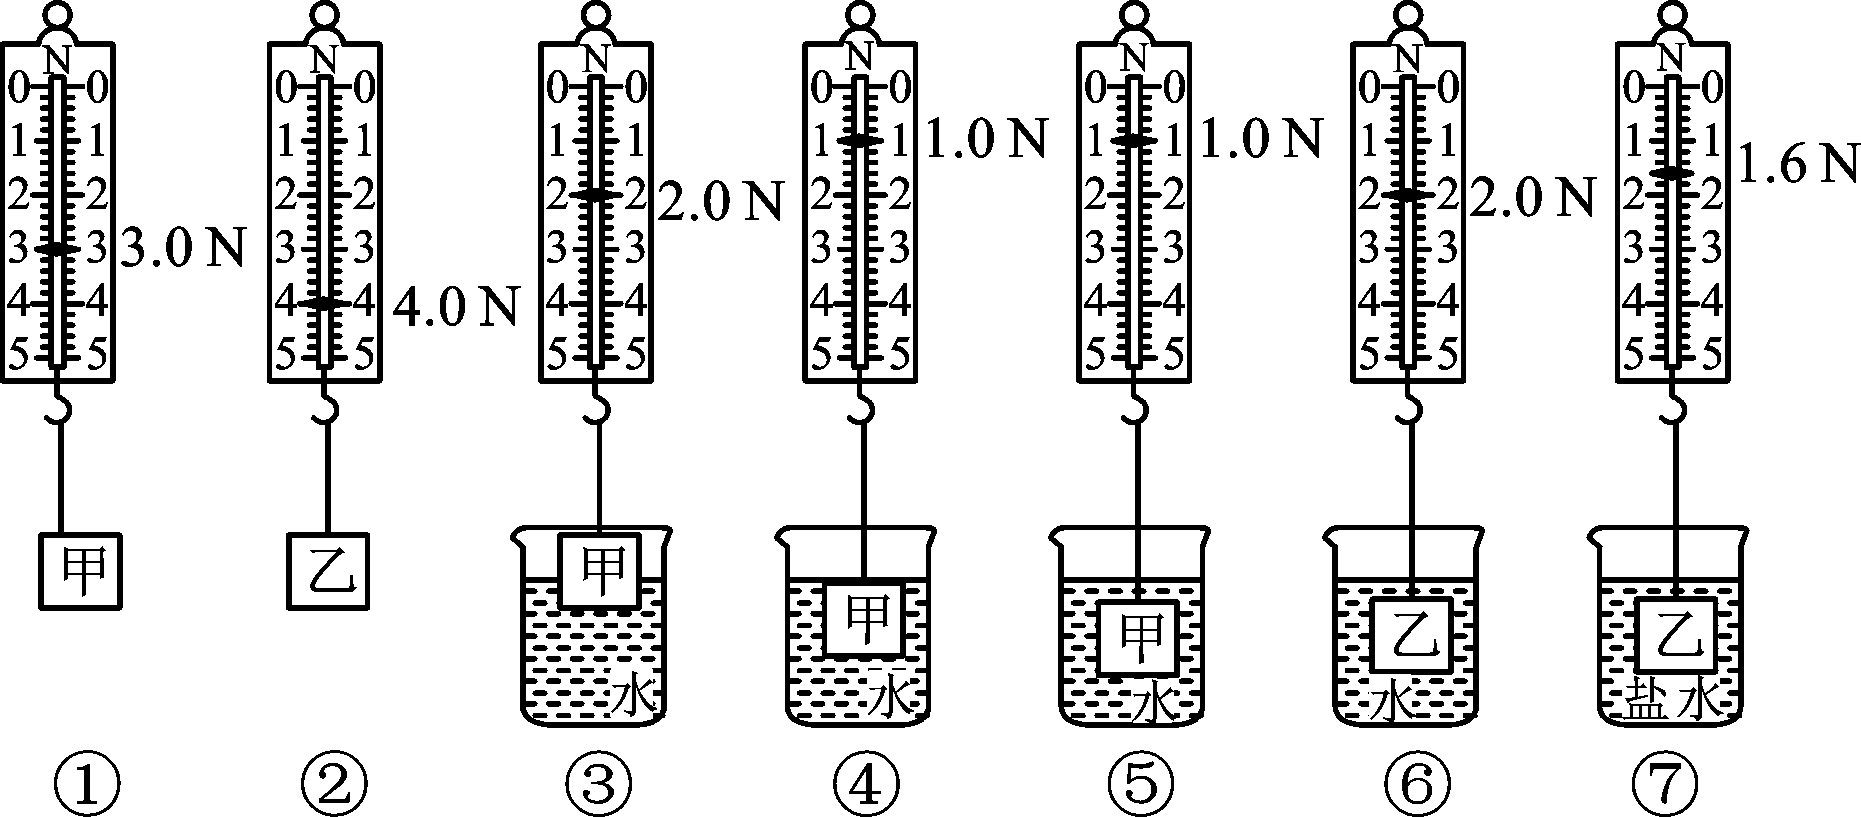 N N N N N N N
0 0 0 0 0 0 0 0 0 0 0 0 0 0
1 1 1 1 1 1 1 1 1.0 N 1 1 1.0 N 1 1 1 1 1.6 N
2 2 2 2 2 2 2.0 N 2 2 2 2 2 2 2.0 N 2 2
3 3 3.0 N 3 3 3 3 3 3 3 3 3 3 3 3
4 4 4 4 4.0 N 4 4 4 4 4 4 4 4 4 4
5 5 5 5 5 5 5 5 5 5 5 5 5 5
甲 乙 甲 甲 甲 乙 乙
水 水 水 水 盐水
① ② ③ ④ ⑤ ⑥ ⑦